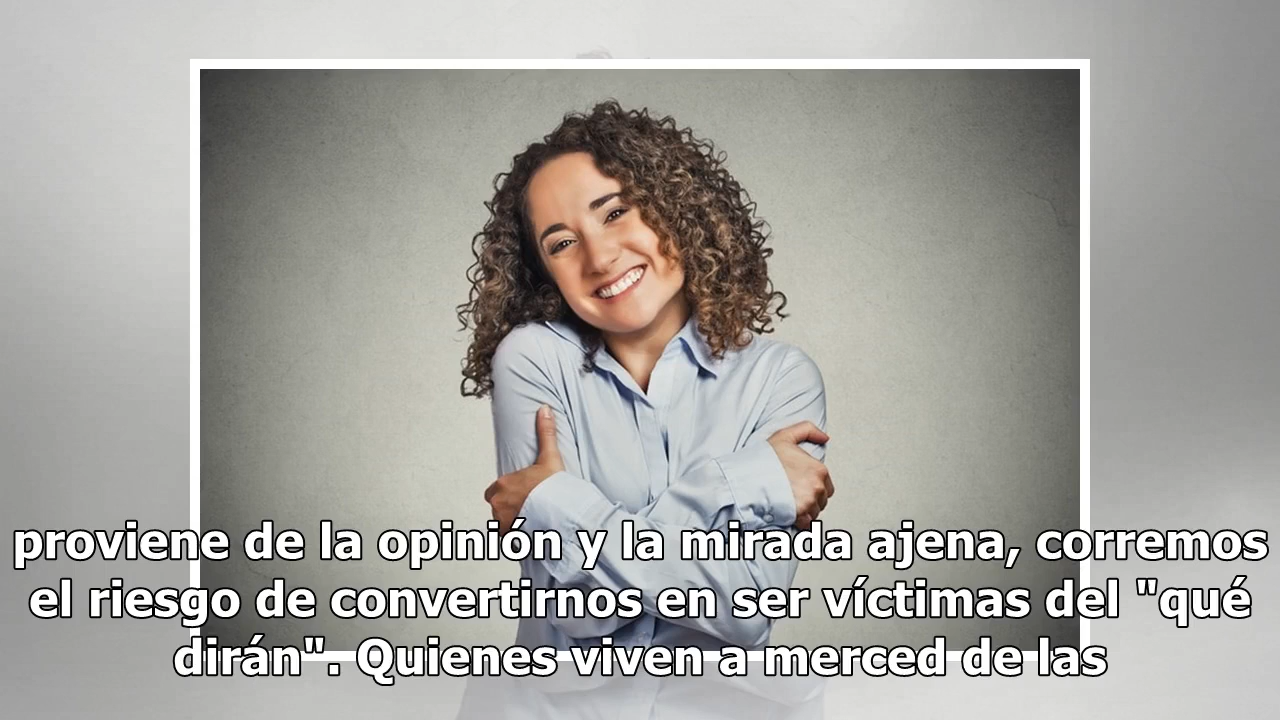 proviene de la opinión y la mirada ajena, corremos
el riesgo de convertirnos en ser víctimas del "qué
dirán". Quienes viven a merced de las